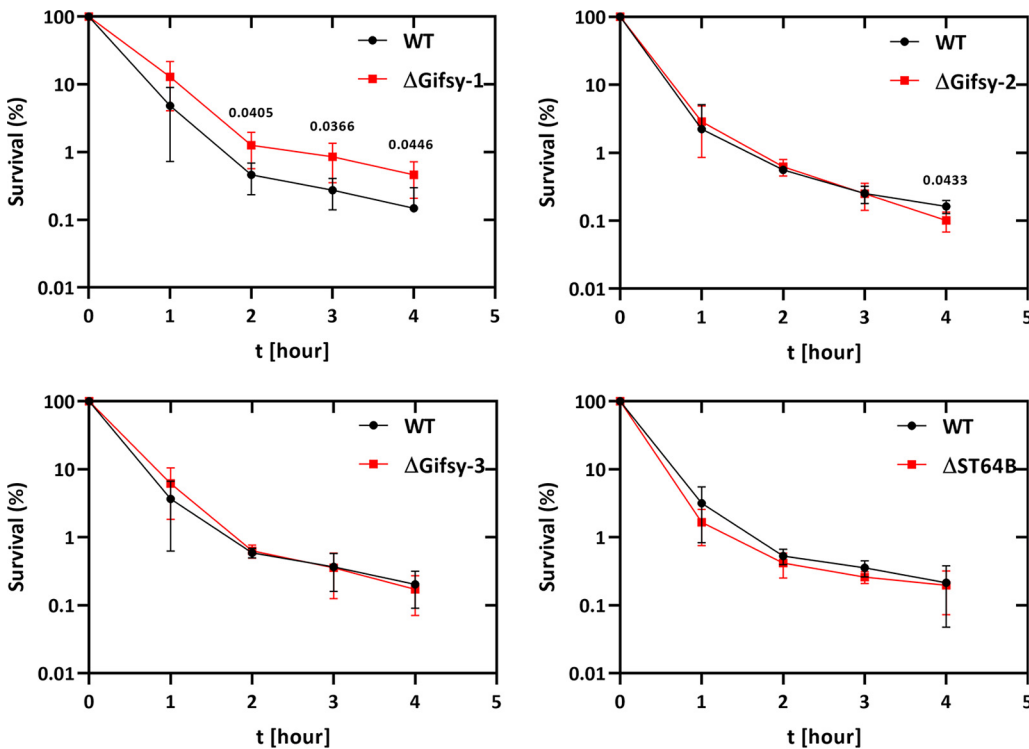 100
10
1
0.1
0.01
Survival (%)
WT
ΔGifsy-1
0.0405
0.0366
0.0446
0 1 2 3 4 5
t [hour]
100
10
1
0.1
0.01
Survival (%)
WT
ΔGifsy-2
0.0433
0 1 2 3 4 5
t [hour]
100
10
1
0.1
0.01
Survival (%)
WT
ΔGifsy-3
0 1 2 3 4 5
t [hour]
100
10
1
0.1
0.01
Survival (%)
WT
ΔST64B
0 1 2 3 4 5
t [hour]